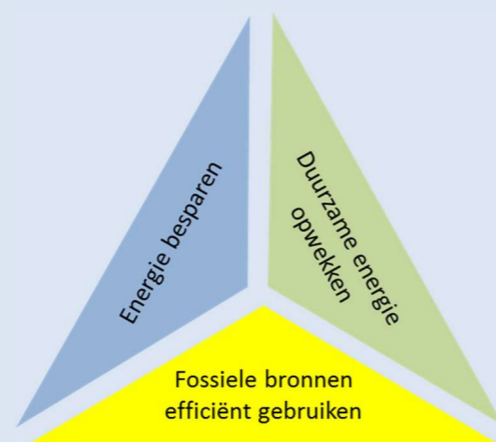 Energie besparen
Duurzame energie
opwekken
Fossiele bronnen
efficiënt gebruiken